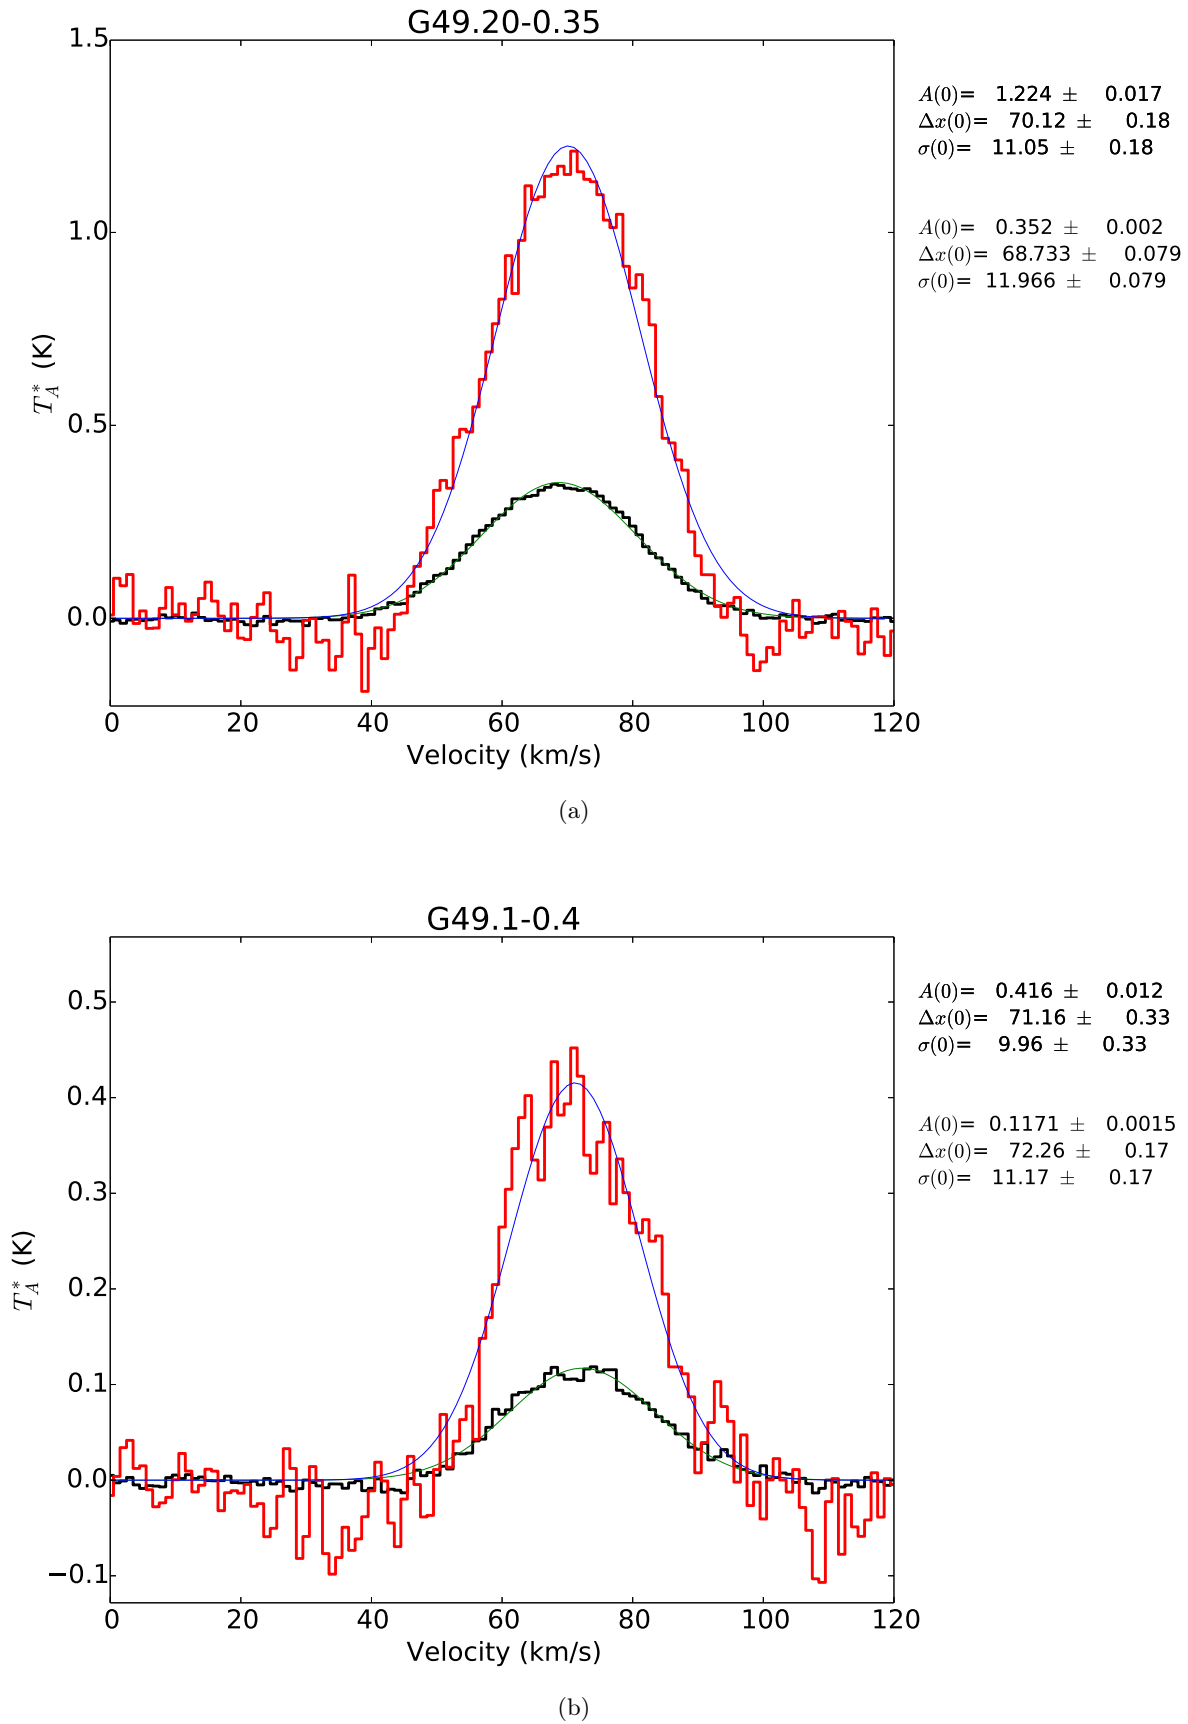 G49.20-0.35
1.5
1.0
0.5
0.0
T_A^* (K)
0 20 40 60 80 100 120
Velocity (km/s)
A(0)= 1.224 ± 0.017
Δx(0)= 70.12 ± 0.18
σ(0)= 11.05 ± 0.18
A(0)= 0.352 ± 0.002
Δx(0)= 68.733 ± 0.079
σ(0)= 11.966 ± 0.079
(a)
G49.1-0.4
0.5
0.4
0.3
0.2
0.1
0.0
−0.1
T_A^* (K)
0 20 40 60 80 100 120
Velocity (km/s)
A(0)= 0.416 ± 0.012
Δx(0)= 71.16 ± 0.33
σ(0)= 9.96 ± 0.33
A(0)= 0.1171 ± 0.0015
Δx(0)= 72.26 ± 0.17
σ(0)= 11.17 ± 0.17
(b)